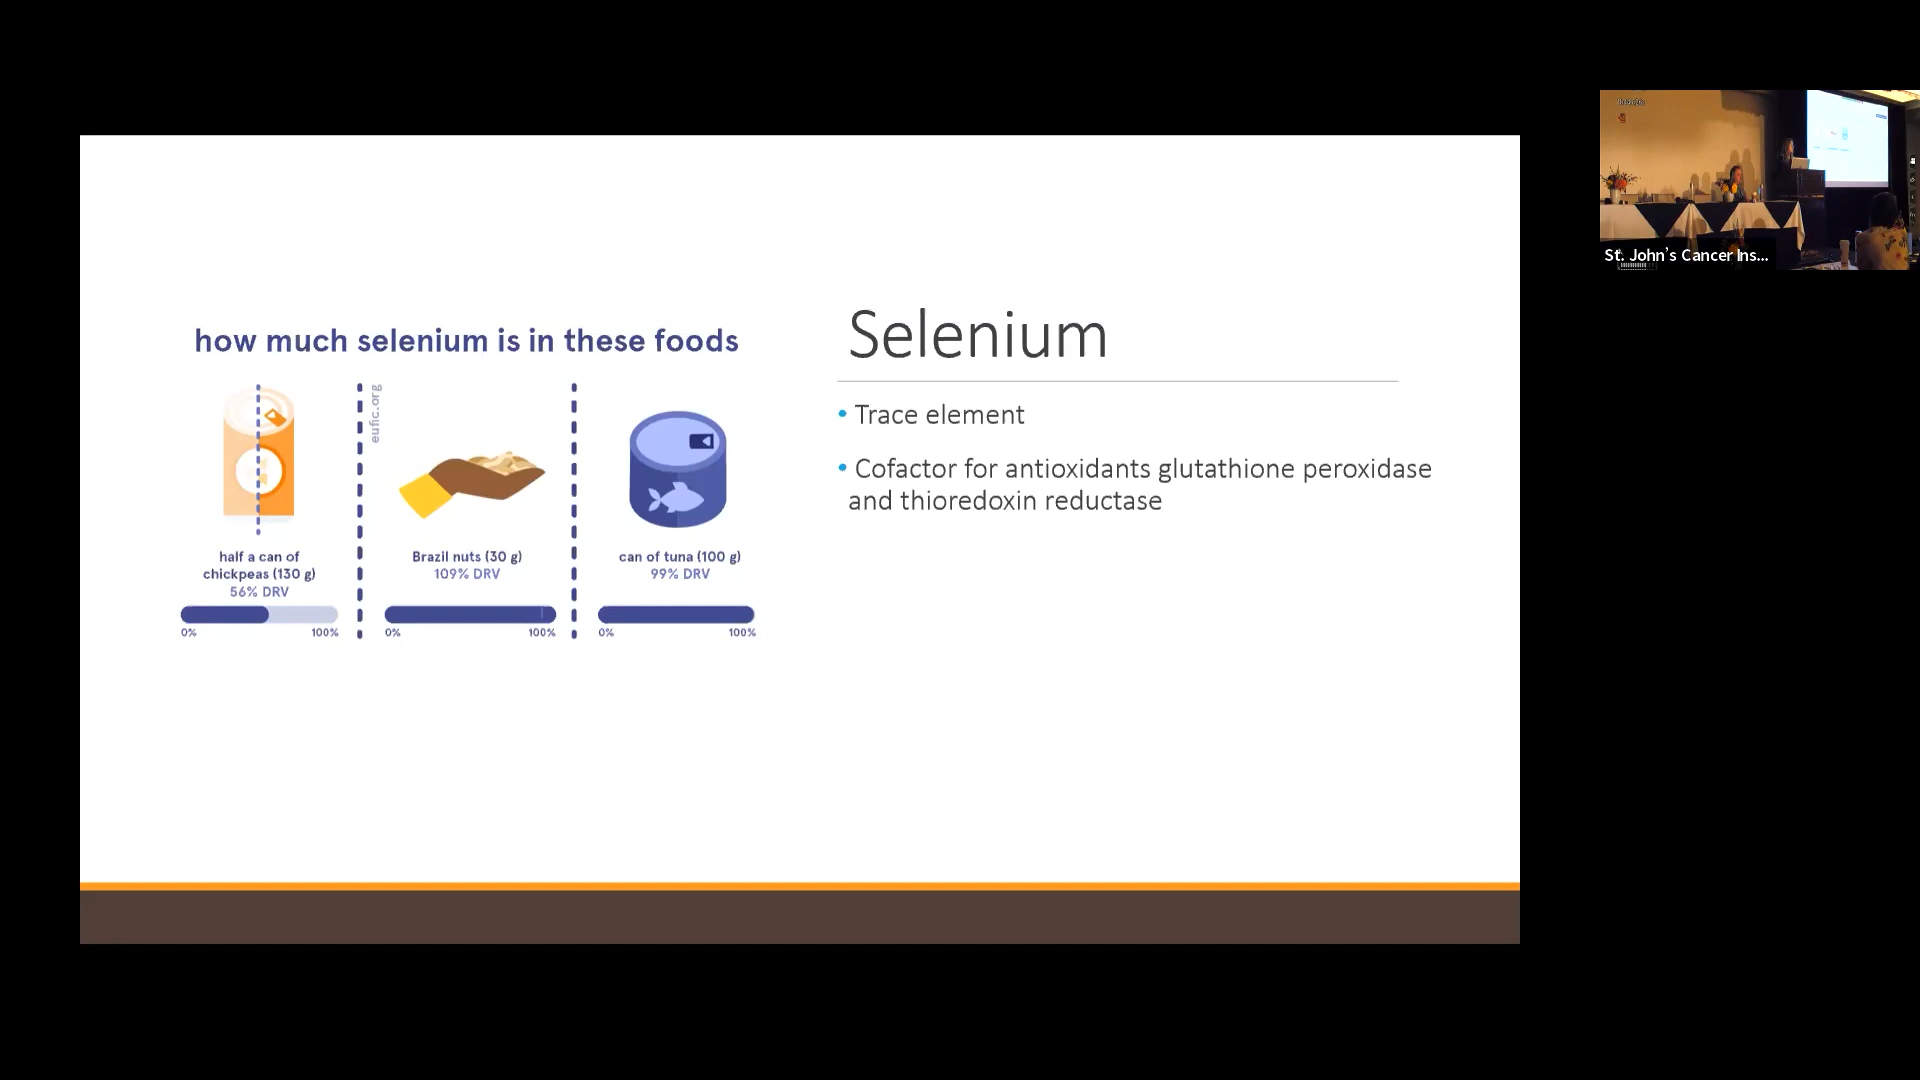 how much selenium is in these foods
eufic.org
half a can of
chickpeas (130 g)
56% DRV
0% 100%
Brazil nuts (30 g)
109% DRV
0% 100%
can of tuna (100 g)
99% DRV
0% 100%
Selenium
• Trace element
• Cofactor for antioxidants glutathione peroxidase
and thioredoxin reductase
St. John's Cancer Ins...